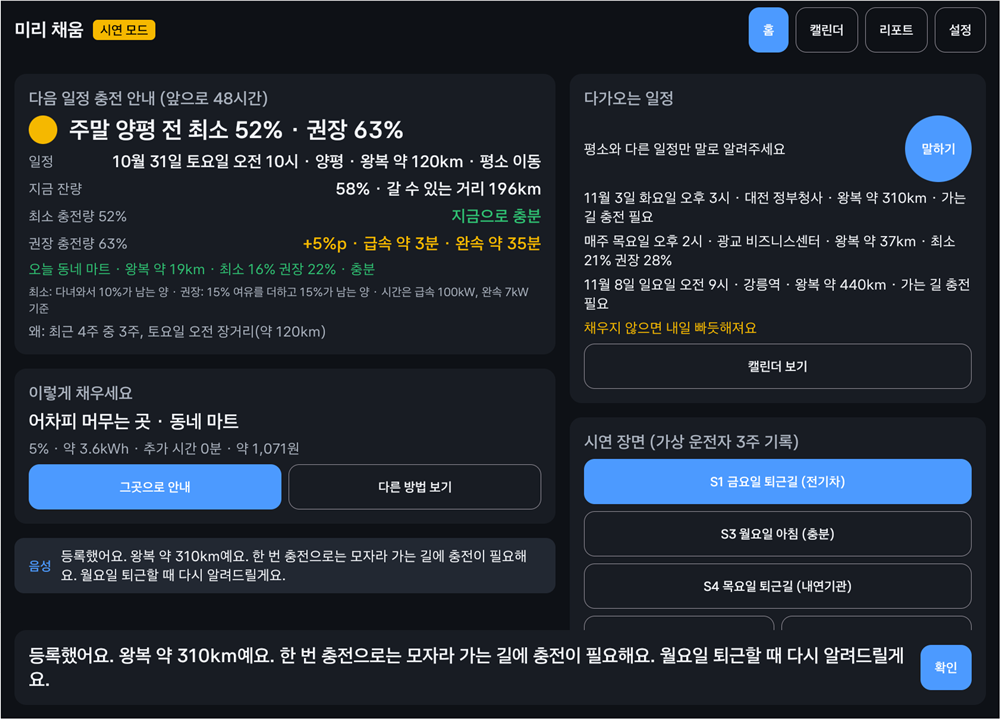 미리 채움 시연 모드
홈 캘린더 리포트 설정
다음 일정 충전 안내 (앞으로 48시간)
주말 양평 전 최소 52% · 권장 63%
일정 10월 31일 토요일 오전 10시 · 양평 · 왕복 약 120km · 평소 이동
지금 잔량 58% · 갈 수 있는 거리 196km
최소 충전량 52% 지금으로 충분
권장 충전량 63% +5%p · 급속 약 3분 · 완속 약 35분
오늘 동네 마트 · 왕복 약 19km · 최소 16% 권장 22% · 충분
최소: 다녀와서 10%가 남는 양 · 권장: 15% 여유를 더하고 15%가 남는 양 · 시간은 급속 100kW, 완속 7kW
기준
왜: 최근 4주 중 3주, 토요일 오전 장거리(약 120km)
이렇게 채우세요
어차피 머무는 곳 · 동네 마트
5% · 약 3.6kWh · 추가 시간 0분 · 약 1,071원
그곳으로 안내
다른 방법 보기
음성
등록했어요. 왕복 약 310km예요. 한 번 충전으로는 모자라 가는 길에 충전이 필요해
요. 월요일 퇴근할 때 다시 알려드릴게요.
다가오는 일정
평소와 다른 일정만 말로 알려주세요
말하기
11월 3일 화요일 오후 3시 · 대전 정부청사 · 왕복 약 310km · 가는
길 충전 필요
매주 목요일 오후 2시 · 광교 비즈니스센터 · 왕복 약 37km · 최소
21% 권장 28%
11월 8일 일요일 오전 9시 · 강릉역 · 왕복 약 440km · 가는 길 충전
필요
채우지 않으면 내일 빠듯해져요
캘린더 보기
시연 장면 (가상 운전자 3주 기록)
S1 금요일 퇴근길 (전기차)
S3 월요일 아침 (충분)
S4 목요일 퇴근길 (내연기관)
등록했어요. 왕복 약 310km예요. 한 번 충전으로는 모자라 가는 길에 충전이 필요해요. 월요일 퇴근할 때 다시 알려드릴게
요.
확인